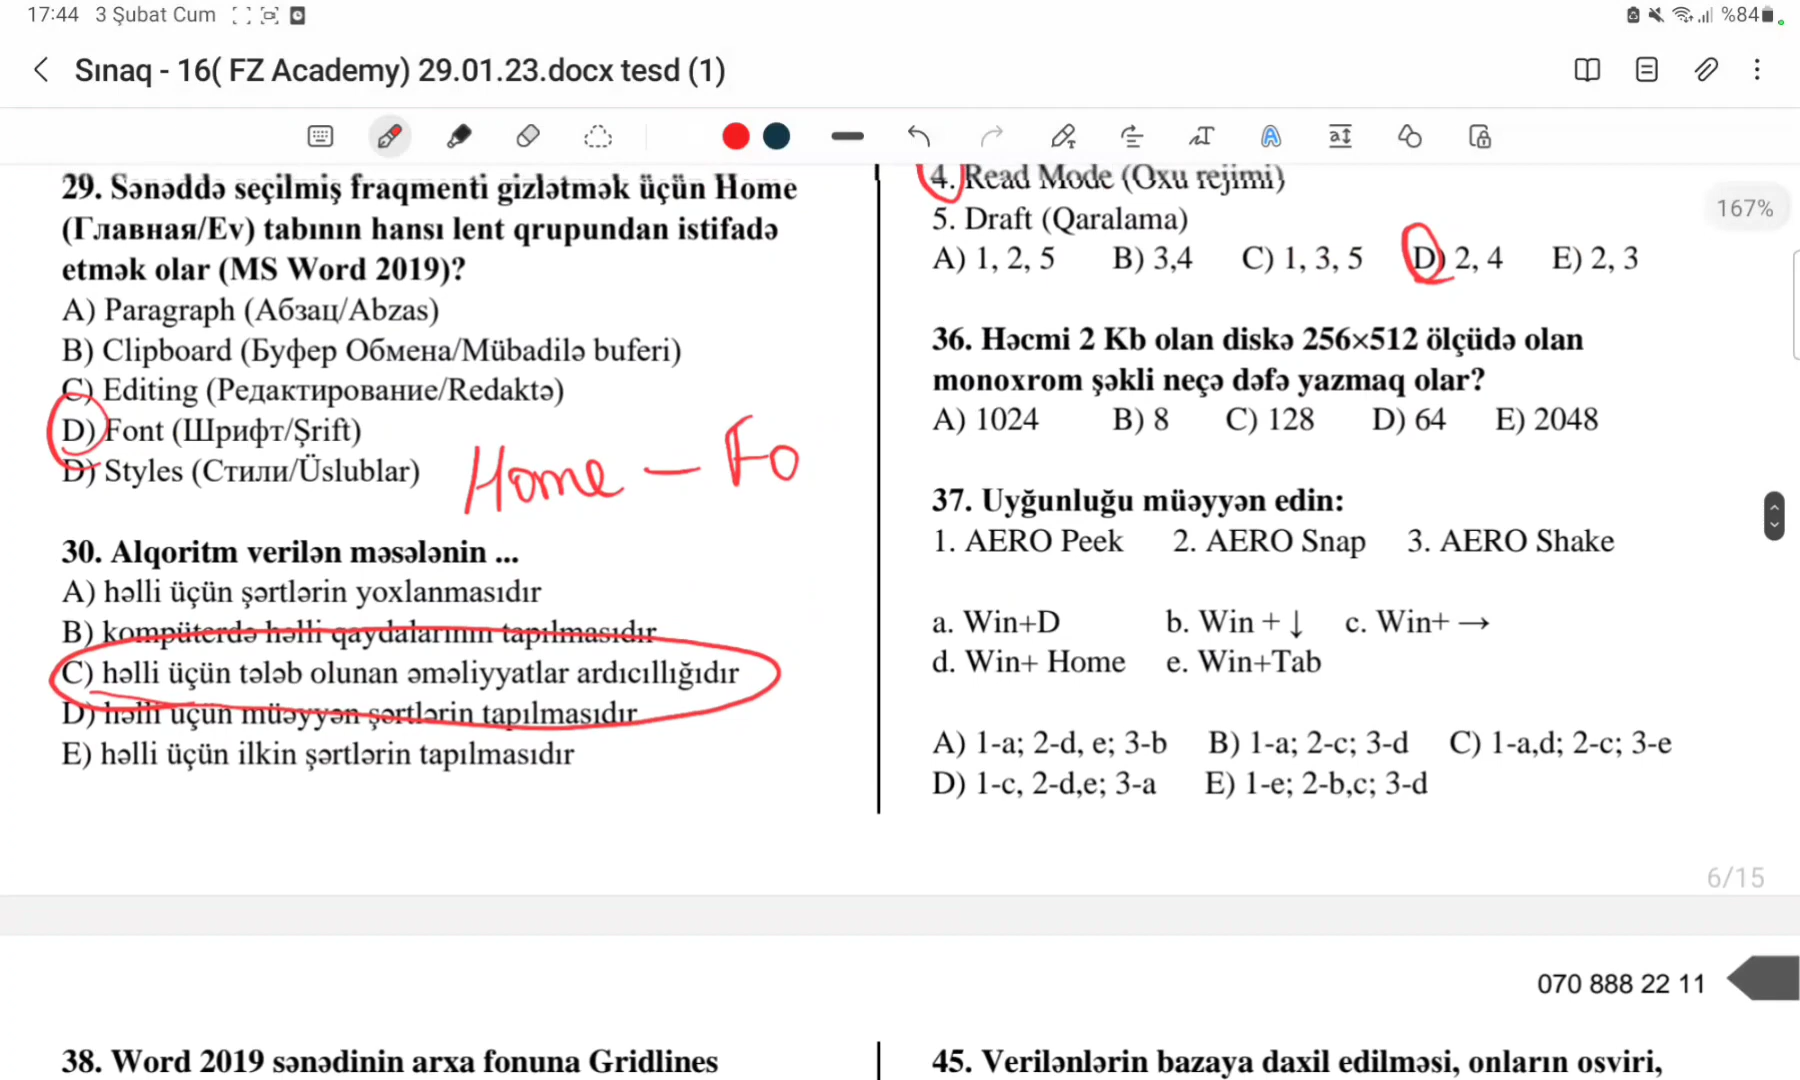 17:44 3 Şubat Cum
%84
Sınaq - 16( FZ Academy) 29.01.23.docx tesd (1)
167%
29. Sənəddə seçilmiş fraqmenti gizlətmək üçün Home
(Главная/Ev) tabının hansı lent qrupundan istifadə
etmək olar (MS Word 2019)?
A) Paragraph (Абзац/Abzas)
B) Clipboard (Буфер Обмена/Mübadilə buferi)
C) Editing (Редактирование/Redaktə)
D) Font (Шрифт/Şrift)
D) Styles (Стили/Üslublar)
Home – Fo
30. Alqoritm verilən məsələnin ...
A) həlli üçün şərtlərin yoxlanmasıdır
B) kompüterdə həlli qaydalarının tapılmasıdır
C) həlli üçün tələb olunan əməliyyatlar ardıcıllığıdır
D) həlli üçün müəyyən şərtlərin tapılmasıdır
E) həlli üçün ilkin şərtlərin tapılmasıdır
4. Read Mode (Oxu rejimi)
5. Draft (Qaralama)
A) 1, 2, 5 B) 3,4 C) 1, 3, 5 D) 2, 4 E) 2, 3
36. Həcmi 2 Kb olan diskə 256×512 ölçüdə olan
monoxrom şəkli neçə dəfə yazmaq olar?
A) 1024 B) 8 C) 128 D) 64 E) 2048
37. Uyğunluğu müəyyən edin:
1. AERO Peek 2. AERO Snap 3. AERO Shake
a. Win+D b. Win + ↓ c. Win+ →
d. Win+ Home e. Win+Tab
A) 1-a; 2-d, e; 3-b B) 1-a; 2-c; 3-d C) 1-a,d; 2-c; 3-e
D) 1-c, 2-d,e; 3-a E) 1-e; 2-b,c; 3-d
6/15
070 888 22 11
38. Word 2019 sənədinin arxa fonuna Gridlines
45. Verilənlərin bazaya daxil edilməsi, onların osviri,